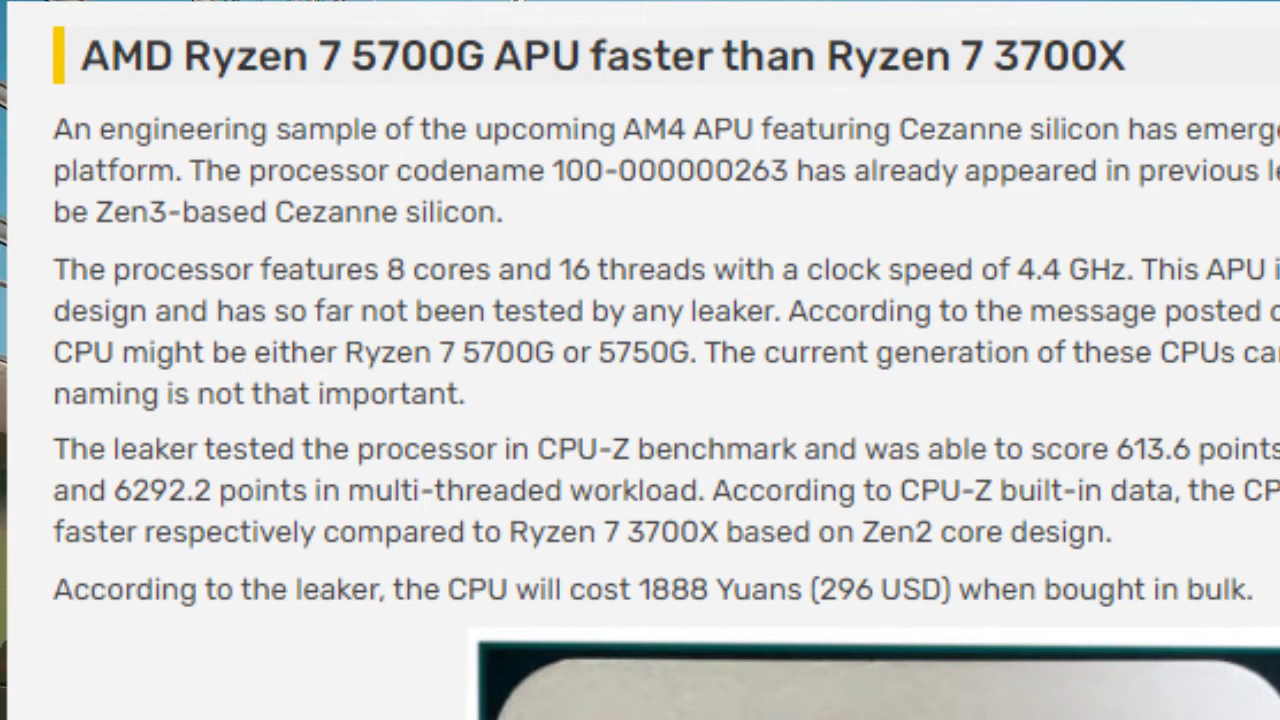 AMD Ryzen 7 5700G APU faster than Ryzen 7 3700X
An engineering sample of the upcoming AM4 APU featuring Cezanne silicon has
platform. The processor codename 100-000000263 has already appeared in previous
be Zen3-based Cezanne silicon.
The processor features 8 cores and 16 threads with a clock speed of 4.4 GHz. This APU
design and has so far not been tested by any leaker. According to the message posted
CPU might be either Ryzen 7 5700G or 5750G. The current generation of these CPUs
naming is not that important.
The leaker tested the processor in CPU-Z benchmark and was able to score 613.6 points
and 6292.2 points in multi-threaded workload. According to CPU-Z built-in data, the
faster respectively compared to Ryzen 7 3700X based on Zen2 core design.
According to the leaker, the CPU will cost 1888 Yuans (296 USD) when bought in bulk.